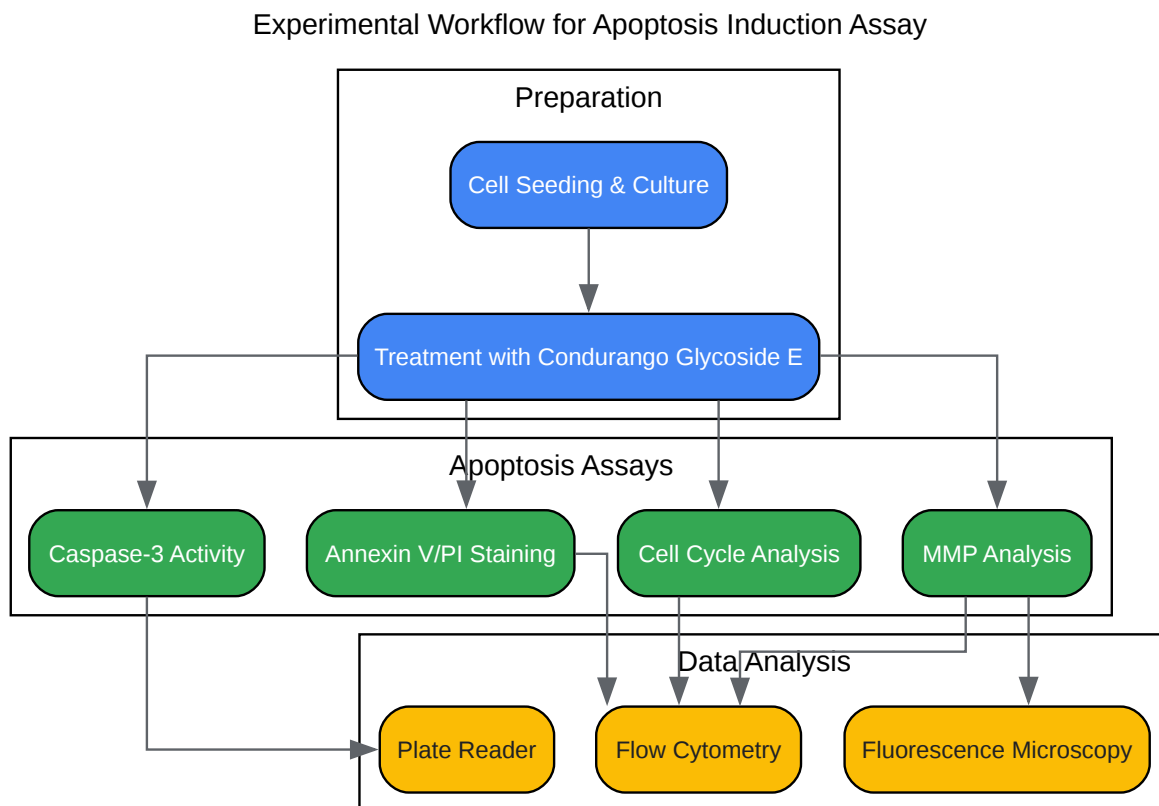 Experimental Workflow for Apoptosis Induction Assay
Preparation
Cell Seeding & Culture
Treatment with Condurango Glycoside E
Apoptosis Assays
Caspase-3 Activity
Annexin V/PI Staining
Cell Cycle Analysis
MMP Analysis
Data Analysis
Plate Reader
Flow Cytometry
Fluorescence Microscopy